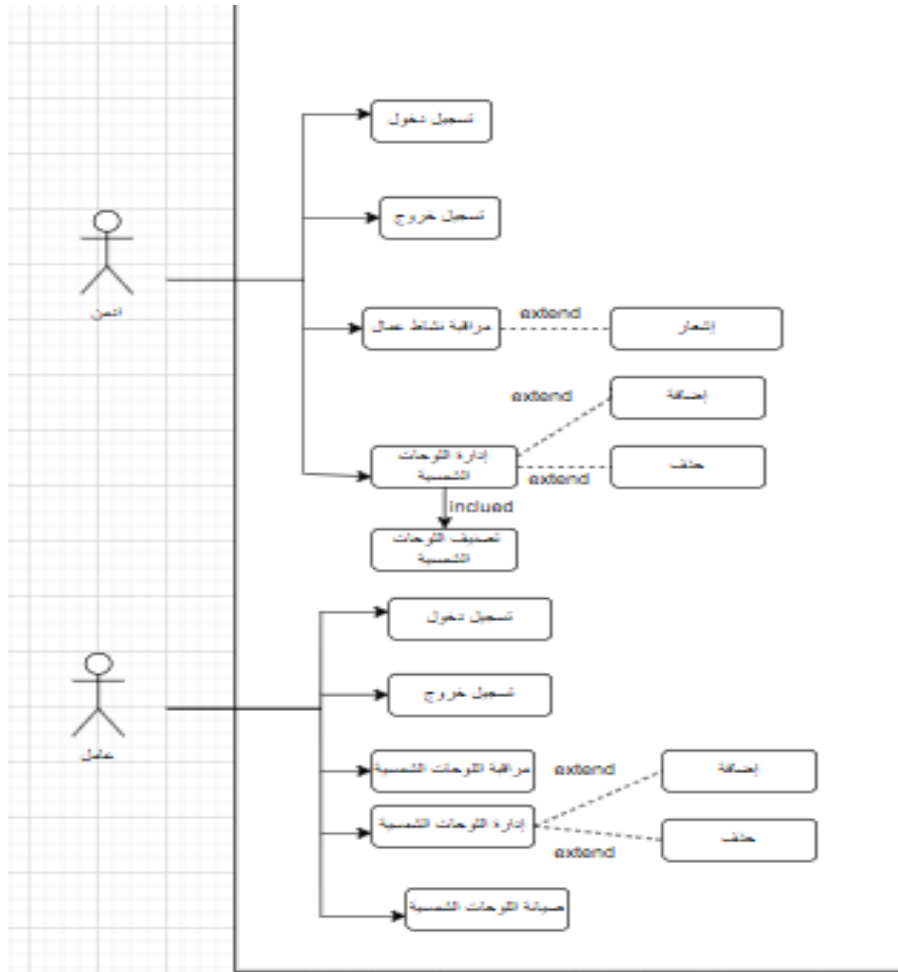 تسجيل دخول
تسجيل خروج
ادمن
مراقبة نشاط عمال
extend
إشعار
extend
إضافة
إدارة اللوحات
الشمسية
extend
حذف
inclued
تصنيف اللوحات
الشمسية
تسجيل دخول
تسجيل خروج
عامل
مراقبة اللوحات الشمسية
extend
إضافة
إدارة اللوحات الشمسية
extend
حذف
صيانة اللوحات الشمسية